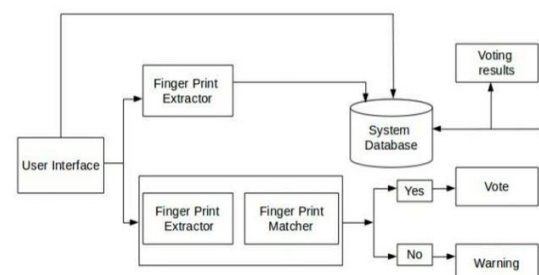 Voting
results
Finger Print
Extractor
System
Database
User Interface
Finger Print
Extractor
Finger Print
Matcher
Yes
Vote
No
Warning